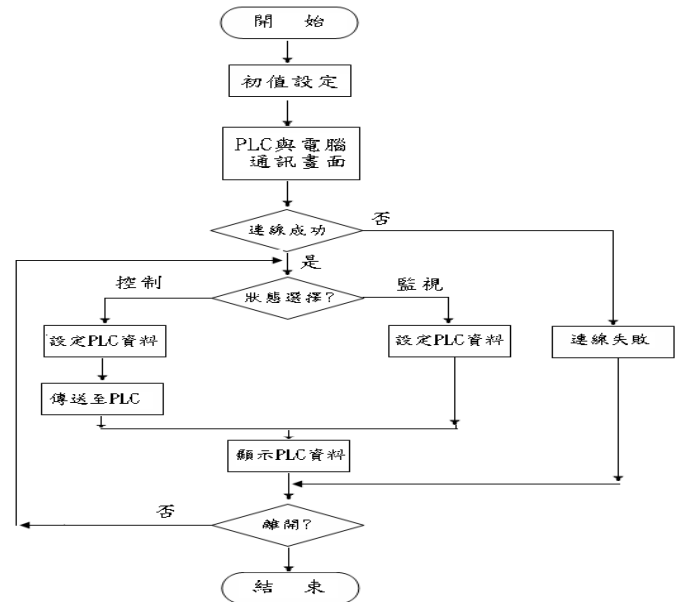 開 始
初值設定
PLC與電腦
通訊畫面
連線成功
否
是
控制
狀態選擇?
監視
設定PLC資料
設定PLC資料
連線失敗
傳送至PLC
顯示PLC資料
否
離開?
結 束